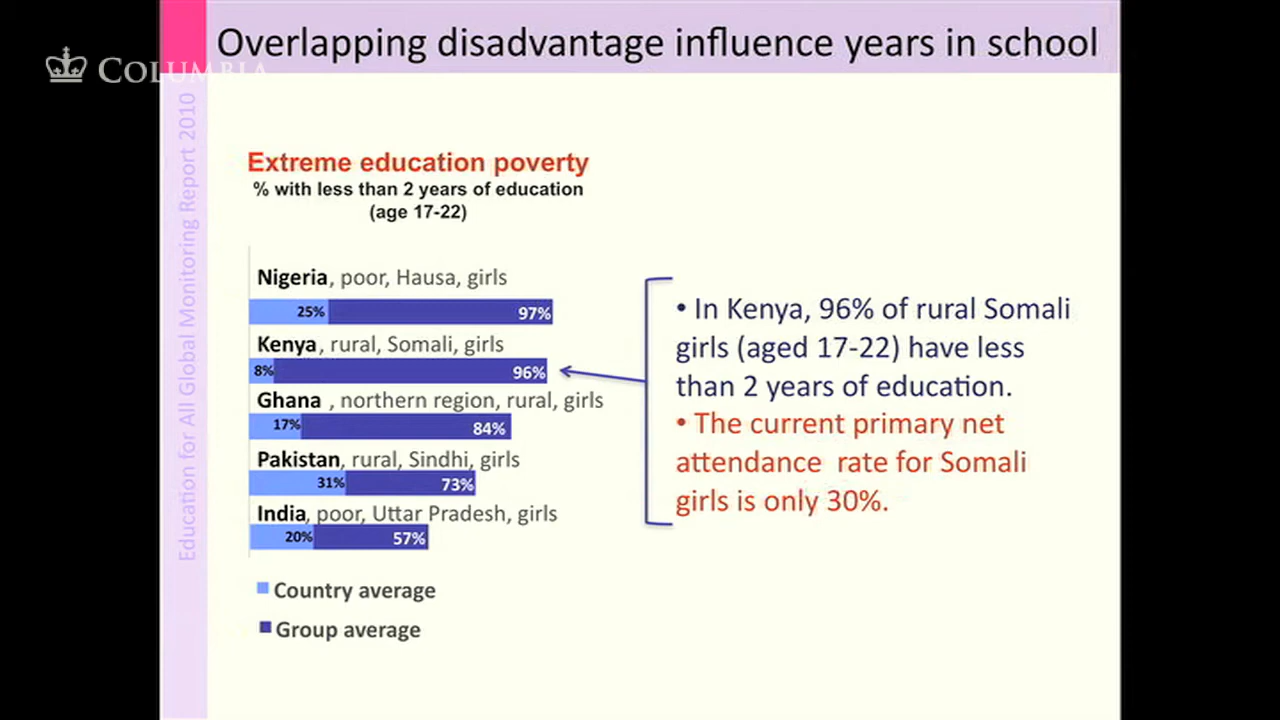 Overlapping disadvantage influence years in school
COLUMBIA
Education for All Global Monitoring Report 2010
Extreme education poverty
% with less than 2 years of education
(age 17-22)
Nigeria, poor, Hausa, girls
25% 97%
Kenya, rural, Somali, girls
8% 96%
Ghana , northern region, rural, girls
17% 84%
Pakistan, rural, Sindhi, girls
31% 73%
India, poor, Uttar Pradesh, girls
20% 57%
Country average
Group average
• In Kenya, 96% of rural Somali
girls (aged 17-22) have less
than 2 years of education.
• The current primary net
attendance rate for Somali
girls is only 30%.